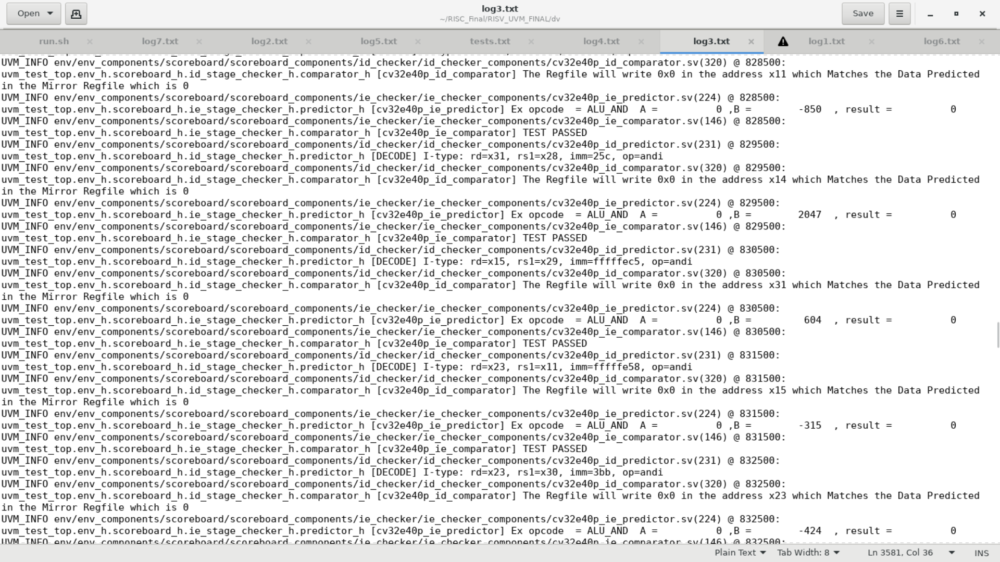 Open
log3.txt
~/RISC_Final/RISV_UVM_FINAL/dv
Save
run.sh
log7.txt
log2.txt
log5.txt
tests.txt
log4.txt
log3.txt
log1.txt
log6.txt
UVM_INFO env/env_components/scoreboard/scoreboard_components/id_checker/id_checker_components/cv32e40p_id_comparator.sv(320) @ 828500:
uvm_test_top.env_h.scoreboard_h.id_stage_checker_h.comparator_h [cv32e40p_id_comparator] The Regfile will write 0x0 in the address x11 which Matches the Data Predicted
in the Mirror Regfile which is 0
UVM_INFO env/env_components/scoreboard/scoreboard_components/ie_checker/ie_checker_components/cv32e40p_ie_predictor.sv(224) @ 828500:
uvm_test_top.env_h.scoreboard_h.ie_stage_checker_h.predictor_h [cv32e40p_ie_predictor] Ex opcode  = ALU_AND  A =          0 ,B =        -850  , result =          0
UVM_INFO env/env_components/scoreboard/scoreboard_components/ie_checker/ie_checker_components/cv32e40p_ie_comparator.sv(146) @ 828500:
uvm_test_top.env_h.scoreboard_h.ie_stage_checker_h.comparator_h [cv32e40p_ie_comparator] TEST PASSED
UVM_INFO env/env_components/scoreboard/scoreboard_components/id_checker/id_checker_components/cv32e40p_id_predictor.sv(231) @ 829500:
uvm_test_top.env_h.scoreboard_h.id_stage_checker_h.predictor_h [DECODE] I-type: rd=x31, rs1=x28, imm=25c, op=andi
UVM_INFO env/env_components/scoreboard/scoreboard_components/id_checker/id_checker_components/cv32e40p_id_comparator.sv(320) @ 829500:
uvm_test_top.env_h.scoreboard_h.id_stage_checker_h.comparator_h [cv32e40p_id_comparator] The Regfile will write 0x0 in the address x14 which Matches the Data Predicted
in the Mirror Regfile which is 0
UVM_INFO env/env_components/scoreboard/scoreboard_components/ie_checker/ie_checker_components/cv32e40p_ie_predictor.sv(224) @ 829500:
uvm_test_top.env_h.scoreboard_h.ie_stage_checker_h.predictor_h [cv32e40p_ie_predictor] Ex opcode  = ALU_AND  A =          0 ,B =        2047  , result =          0
UVM_INFO env/env_components/scoreboard/scoreboard_components/ie_checker/ie_checker_components/cv32e40p_ie_comparator.sv(146) @ 829500:
uvm_test_top.env_h.scoreboard_h.ie_stage_checker_h.comparator_h [cv32e40p_ie_comparator] TEST PASSED
UVM_INFO env/env_components/scoreboard/scoreboard_components/id_checker/id_checker_components/cv32e40p_id_predictor.sv(231) @ 830500:
uvm_test_top.env_h.scoreboard_h.id_stage_checker_h.predictor_h [DECODE] I-type: rd=x15, rs1=x29, imm=fffffec5, op=andi
UVM_INFO env/env_components/scoreboard/scoreboard_components/id_checker/id_checker_components/cv32e40p_id_comparator.sv(320) @ 830500:
uvm_test_top.env_h.scoreboard_h.id_stage_checker_h.comparator_h [cv32e40p_id_comparator] The Regfile will write 0x0 in the address x31 which Matches the Data Predicted
in the Mirror Regfile which is 0
UVM_INFO env/env_components/scoreboard/scoreboard_components/ie_checker/ie_checker_components/cv32e40p_ie_predictor.sv(224) @ 830500:
uvm_test_top.env_h.scoreboard_h.ie_stage_checker_h.predictor_h [cv32e40p_ie_predictor] Ex opcode  = ALU_AND  A =          0 ,B =         604  , result =          0
UVM_INFO env/env_components/scoreboard/scoreboard_components/ie_checker/ie_checker_components/cv32e40p_ie_comparator.sv(146) @ 830500:
uvm_test_top.env_h.scoreboard_h.ie_stage_checker_h.comparator_h [cv32e40p_ie_comparator] TEST PASSED
UVM_INFO env/env_components/scoreboard/scoreboard_components/id_checker/id_checker_components/cv32e40p_id_predictor.sv(231) @ 831500:
uvm_test_top.env_h.scoreboard_h.id_stage_checker_h.predictor_h [DECODE] I-type: rd=x23, rs1=x11, imm=fffffe58, op=andi
UVM_INFO env/env_components/scoreboard/scoreboard_components/id_checker/id_checker_components/cv32e40p_id_comparator.sv(320) @ 831500:
uvm_test_top.env_h.scoreboard_h.id_stage_checker_h.comparator_h [cv32e40p_id_comparator] The Regfile will write 0x0 in the address x15 which Matches the Data Predicted
in the Mirror Regfile which is 0
UVM_INFO env/env_components/scoreboard/scoreboard_components/ie_checker/ie_checker_components/cv32e40p_ie_predictor.sv(224) @ 831500:
uvm_test_top.env_h.scoreboard_h.ie_stage_checker_h.predictor_h [cv32e40p_ie_predictor] Ex opcode  = ALU_AND  A =          0 ,B =        -315  , result =          0
UVM_INFO env/env_components/scoreboard/scoreboard_components/ie_checker/ie_checker_components/cv32e40p_ie_comparator.sv(146) @ 831500:
uvm_test_top.env_h.scoreboard_h.ie_stage_checker_h.comparator_h [cv32e40p_ie_comparator] TEST PASSED
UVM_INFO env/env_components/scoreboard/scoreboard_components/id_checker/id_checker_components/cv32e40p_id_predictor.sv(231) @ 832500:
uvm_test_top.env_h.scoreboard_h.id_stage_checker_h.predictor_h [DECODE] I-type: rd=x23, rs1=x30, imm=3bb, op=andi
UVM_INFO env/env_components/scoreboard/scoreboard_components/id_checker/id_checker_components/cv32e40p_id_comparator.sv(320) @ 832500:
uvm_test_top.env_h.scoreboard_h.id_stage_checker_h.comparator_h [cv32e40p_id_comparator] The Regfile will write 0x0 in the address x23 which Matches the Data Predicted
in the Mirror Regfile which is 0
UVM_INFO env/env_components/scoreboard/scoreboard_components/ie_checker/ie_checker_components/cv32e40p_ie_predictor.sv(224) @ 832500:
uvm_test_top.env_h.scoreboard_h.ie_stage_checker_h.predictor_h [cv32e40p_ie_predictor] Ex opcode  = ALU_AND  A =          0 ,B =        -424  , result =          0
UVM_INFO env/env_components/scoreboard/scoreboard_components/ie_checker/ie_checker_components/cv32e40p_ie_comparator.sv(146) @ 832500:
Plain Text
Tab Width: 8
Ln 3581, Col 36
INS